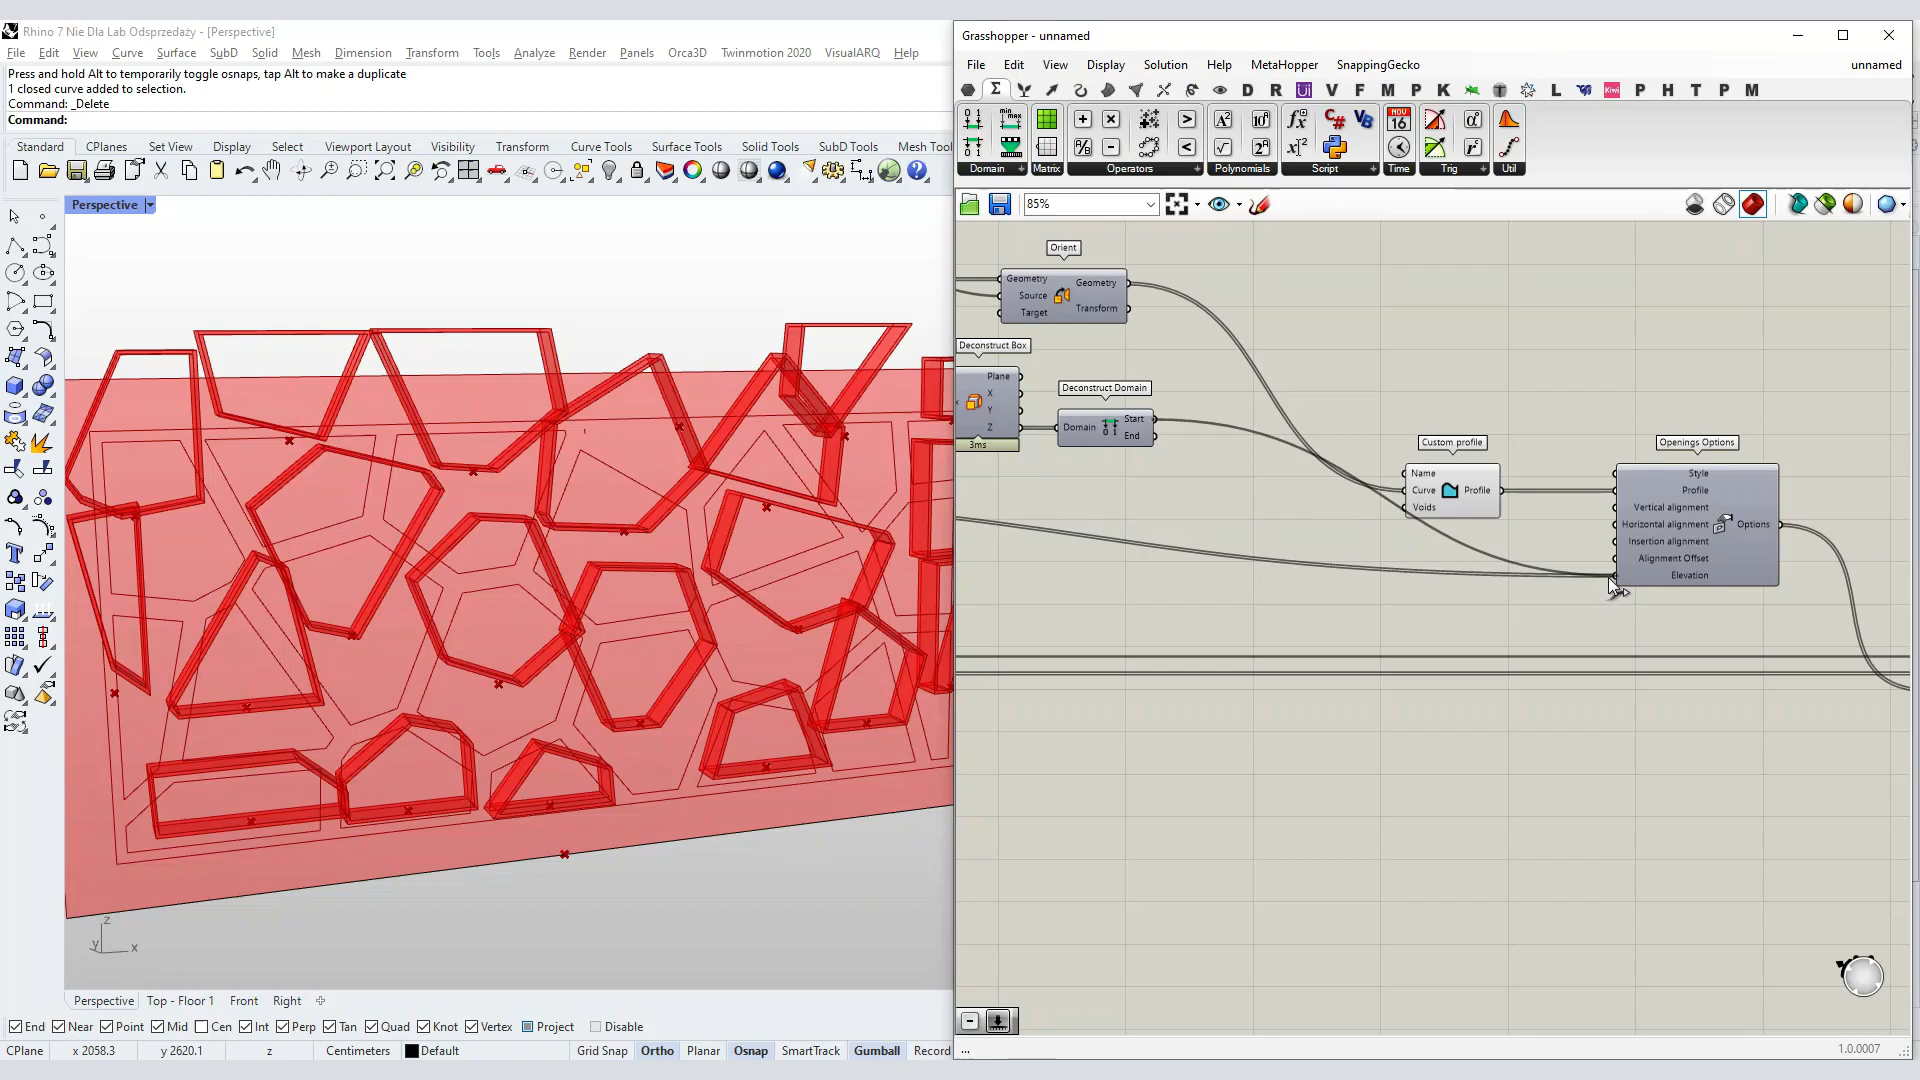 Rhino 7 Nie Dla Lab Odsprzedaży - [Perspective]
File Edit View Curve Surface SubD Solid Mesh Dimension Transform Tools Analyze Render Panels Orca3D Twinmotion 2020 VisualARQ Help
Press and hold Alt to temporarily toggle osnaps, tap Alt to make a duplicate
1 closed curve added to selection.
Command: _Delete
Command:
Standard CPlanes Set View Display Select Viewport Layout Visibility Transform Curve Tools Surface Tools Solid Tools SubD Tools Mesh Tool
Perspective
z
y x
Perspective Top - Floor 1 Front Right
End Near Point Mid Cen Int Perp Tan Quad Knot Vertex Project Disable
CPlane x 2058.3 y 2620.1 z Centimeters Default Grid Snap Ortho Planar Osnap SmartTrack Gumball Record
Grasshopper - unnamed
File Edit View Display Solution Help MetaHopper SnappingGecko unnamed
D R V F M P K L P H T P M
Domain Matrix Operators Polynomials Script Time Trig Util
85%
Orient
Geometry Geometry
Source
Target Transform
Deconstruct Box
Plane
X
Y
Z
3ms
Deconstruct Domain
Domain Start
End
Custom profile
Name
Curve Profile
Voids
Openings Options
Style
Profile
Vertical alignment
Horizontal alignment Options
Insertion alignment
Alignment Offset
Elevation
... 1.0.0007